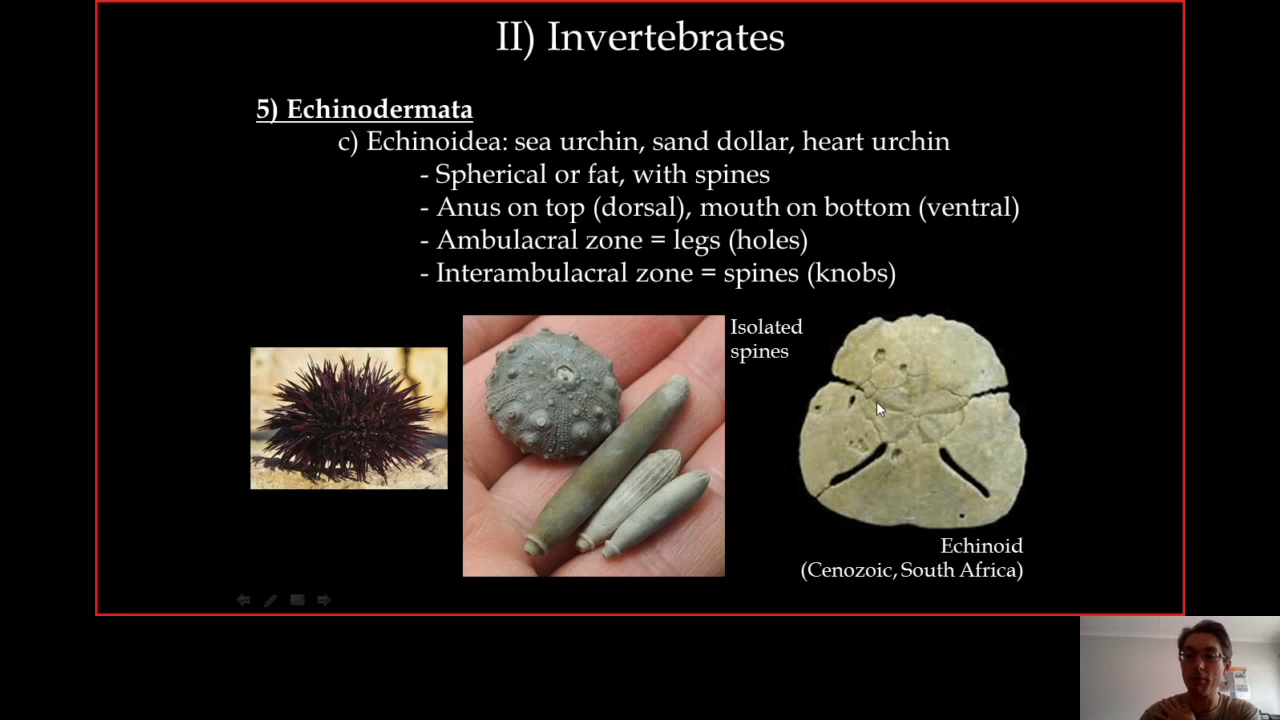 II) Invertebrates
5) Echinodermata
c) Echinoidea: sea urchin, sand dollar, heart urchin
- Spherical or fat, with spines
- Anus on top (dorsal), mouth on bottom (ventral)
- Ambulacral zone = legs (holes)
- Interambulacral zone = spines (knobs)
Isolated
spines
Echinoid
(Cenozoic, South Africa)